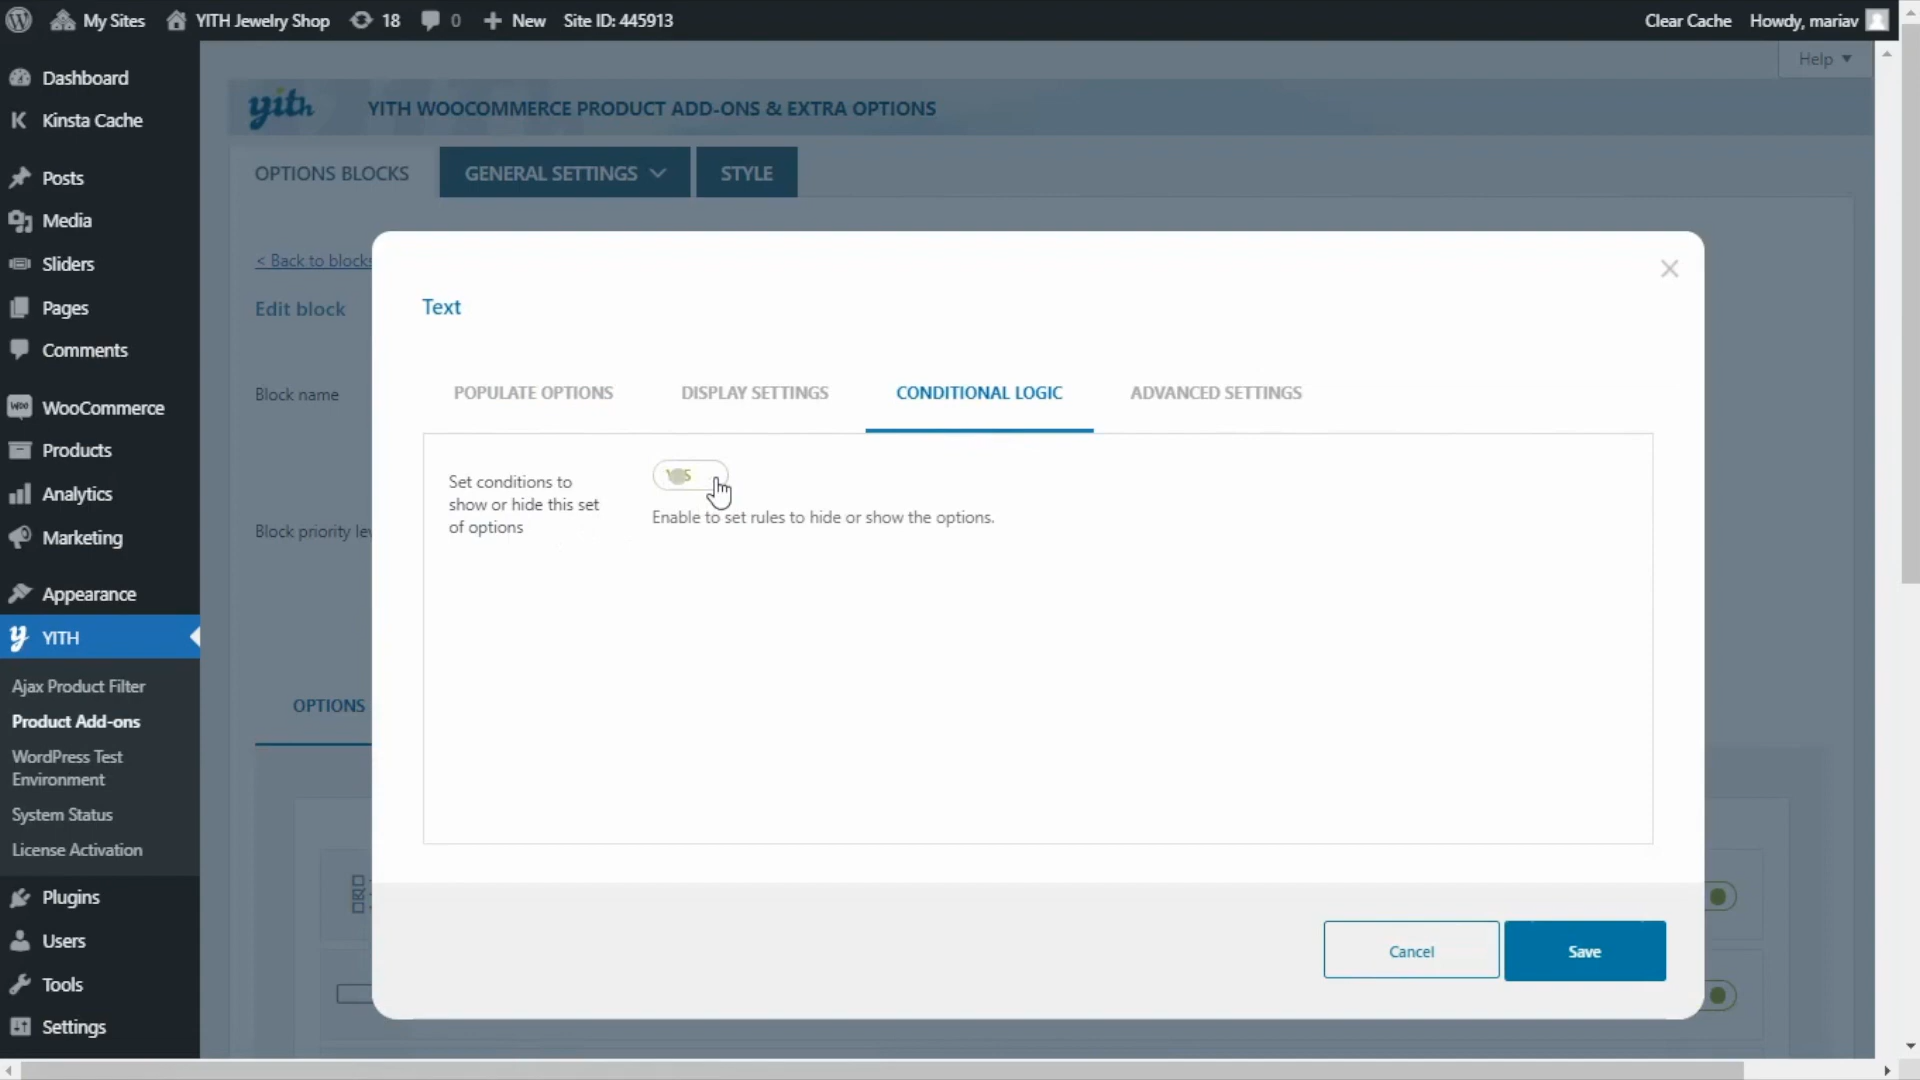 My Sites
YITH Jewelry Shop
18
0
New
Site ID: 445913
Clear Cache
Howdy, mariav
Help
Dashboard
Kinsta Cache
Posts
Media
Sliders
Pages
Comments
WooCommerce
Products
Analytics
Marketing
Appearance
YITH
Ajax Product Filter
Product Add-ons
WordPress Test
Environment
System Status
License Activation
Plugins
Users
Tools
Settings
yith
YITH WOOCOMMERCE PRODUCT ADD-ONS & EXTRA OPTIONS
OPTIONS BLOCKS
GENERAL SETTINGS
STYLE
< Back to blocks
Edit block
Block name
Block priority lev
OPTIONS
Text
POPULATE OPTIONS
DISPLAY SETTINGS
CONDITIONAL LOGIC
ADVANCED SETTINGS
Set conditions to
show or hide this set
of options
YES
Enable to set rules to hide or show the options.
Cancel
Save